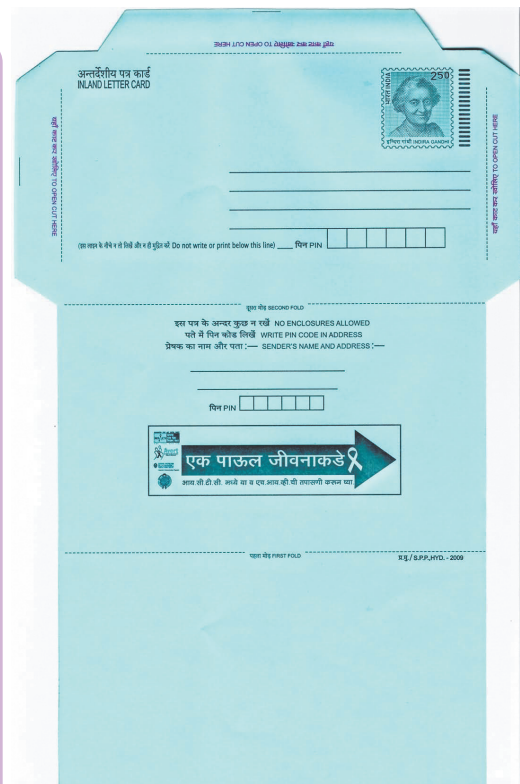 यहाँ काट कर खोलिए TO OPEN CUT HERE
अन्तर्देशीय पत्र कार्ड
INLAND LETTER CARD
250
भारत INDIA
इन्दिरा गांधी INDIRA GANDHI
यहाँ काट कर खोलिए TO OPEN CUT HERE
यहाँ काट कर खोलिए TO OPEN CUT HERE
(इस लाइन के नीचे न तो लिखें और न ही मुद्रित करें Do not write or print below this line) पिन PIN
दूसरा मोड़ SECOND FOLD
इस पत्र के अन्दर कुछ न रखें NO ENCLOSURES ALLOWED
पते में पिन कोड लिखें WRITE PIN CODE IN ADDRESS
प्रेषक का नाम और पता :— SENDER'S NAME AND ADDRESS :—
पिन PIN
Avert
एक पाऊल जीवनाकडे
आय.सी.टी.सी. मध्ये या व एच.आय.व्ही ची तपासणी करून घ्या
पहला मोड़ FIRST FOLD
प्र.मु./ S.P.P.,HYD. - 2009